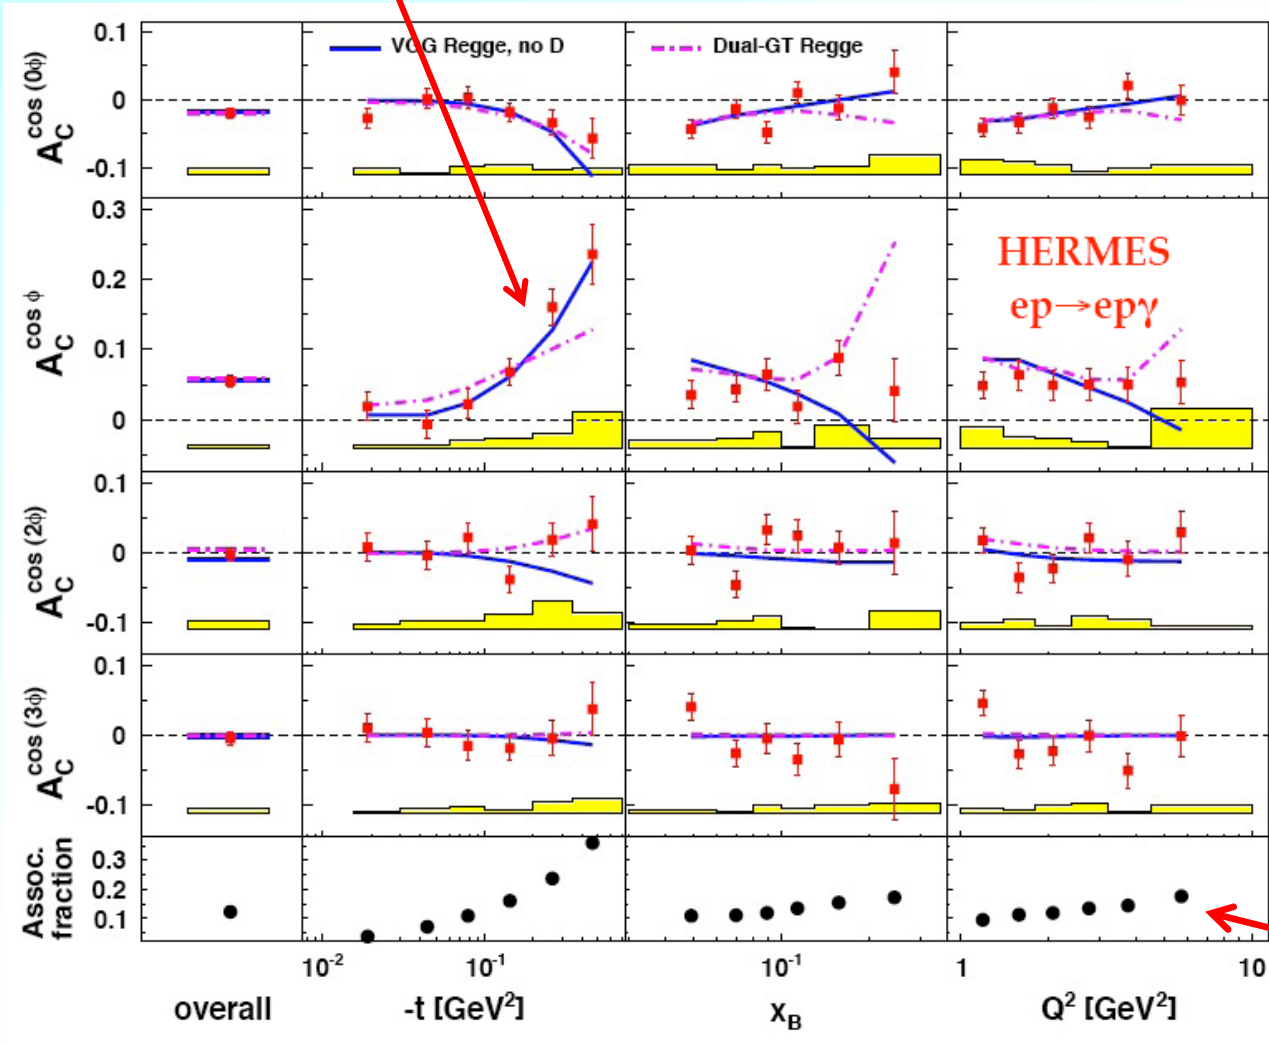 A_C^cos (0φ)
0.1
0
-0.1
VGG Regge, no D
Dual-GT Regge
A_C^cos φ
0.3
0.2
0.1
0
HERMES
ep→epγ
A_C^cos (2φ)
0.1
0
-0.1
A_C^cos (3φ)
0.1
0
-0.1
Assoc.
fraction
0.3
0.2
0.1
10^-2
10^-1
10^-1
1
10
overall
-t [GeV²]
x_B
Q² [GeV²]